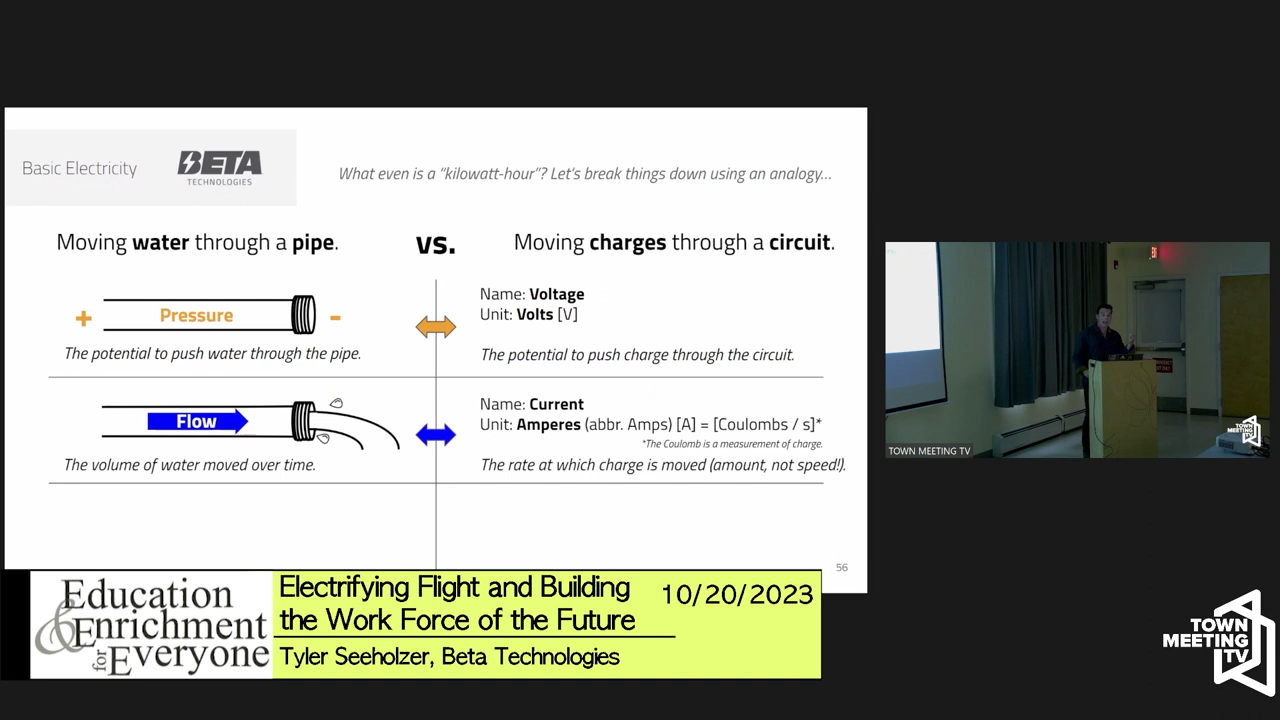 Basic Electricity
BETA
TECHNOLOGIES
What even is a “kilowatt-hour”? Let’s break things down using an analogy...
Moving water through a pipe.
vs.
Moving charges through a circuit.
+ Pressure -
The potential to push water through the pipe.
Name: Voltage
Unit: Volts [V]
The potential to push charge through the circuit.
Flow
The volume of water moved over time.
Name: Current
Unit: Amperes (abbr. Amps) [A] = [Coulombs / s]*
*The Coulomb is a measurement of charge.
The rate at which charge is moved (amount, not speed!).
56
Education
& Enrichment
for Everyone
Electrifying Flight and Building
the Work Force of the Future
10/20/2023
Tyler Seeholzer, Beta Technologies
TOWN MEETING TV
TOWN
MEETING
TV
TOWN
MEETING
TV